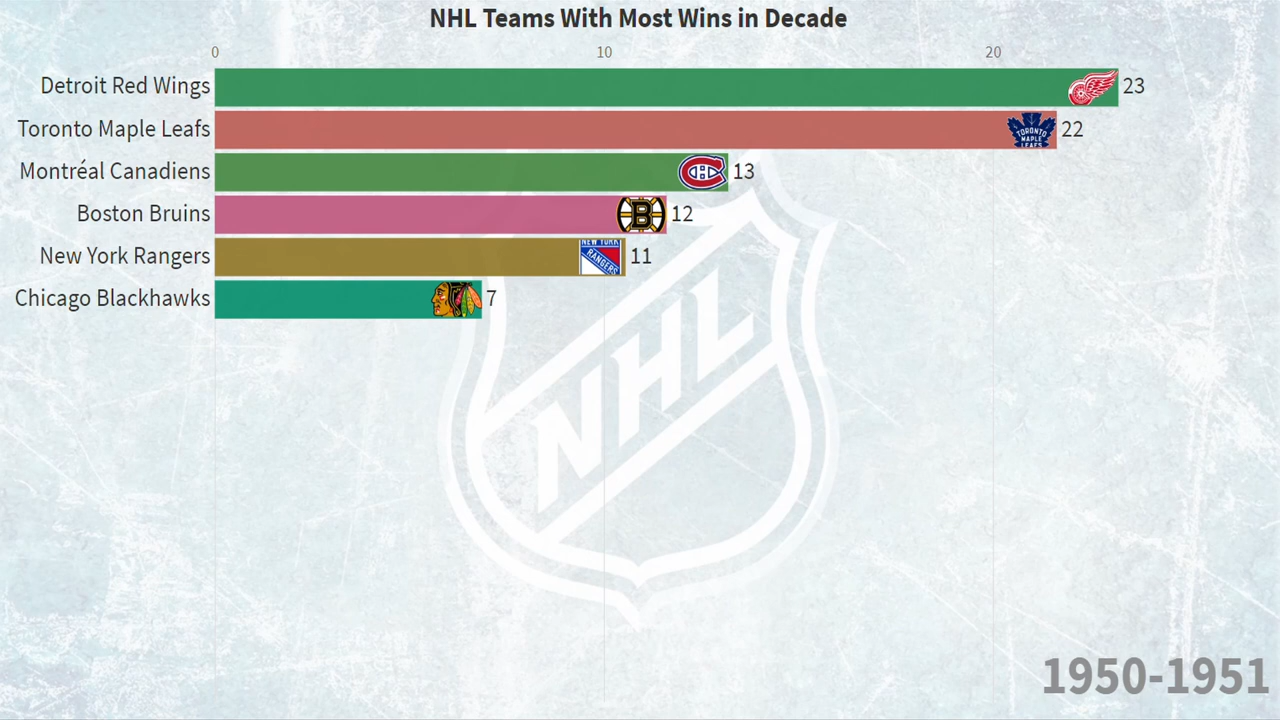 NHL Teams With Most Wins in Decade
0 10 20
Detroit Red Wings 23
Toronto Maple Leafs TORONTO MAPLE LEAFS 22
Montréal Canadiens 13
Boston Bruins B 12
New York Rangers NEW YORK RANGERS 11
Chicago Blackhawks 7
NHL
1950-1951